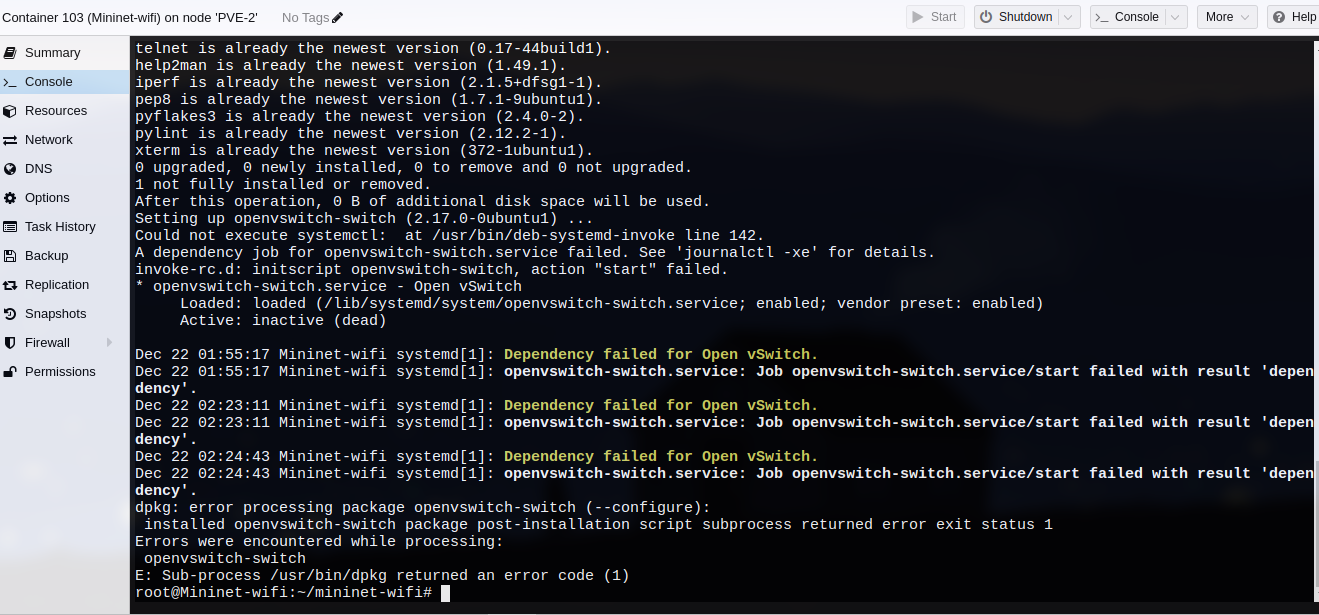 Container 103 (Mininet-wifi) on node 'PVE-2'
No Tags
Start
Shutdown
Console
More
Help
Summary
Console
Resources
Network
DNS
Options
Task History
Backup
Replication
Snapshots
Firewall
Permissions
telnet is already the newest version (0.17-44build1).
help2man is already the newest version (1.49.1).
iperf is already the newest version (2.1.5+dfsg1-1).
pep8 is already the newest version (1.7.1-9ubuntu1).
pyflakes3 is already the newest version (2.4.0-2).
pylint is already the newest version (2.12.2-1).
xterm is already the newest version (372-1ubuntu1).
0 upgraded, 0 newly installed, 0 to remove and 0 not upgraded.
1 not fully installed or removed.
After this operation, 0 B of additional disk space will be used.
Setting up openvswitch-switch (2.17.0-0ubuntu1) ...
Could not execute systemctl:  at /usr/bin/deb-systemd-invoke line 142.
A dependency job for openvswitch-switch.service failed. See 'journalctl -xe' for details.
invoke-rc.d: initscript openvswitch-switch, action "start" failed.
* openvswitch-switch.service - Open vSwitch
     Loaded: loaded (/lib/systemd/system/openvswitch-switch.service; enabled; vendor preset: enabled)
     Active: inactive (dead)
Dec 22 01:55:17 Mininet-wifi systemd[1]: Dependency failed for Open vSwitch.
Dec 22 01:55:17 Mininet-wifi systemd[1]: openvswitch-switch.service: Job openvswitch-switch.service/start failed with result 'depen
dency'.
Dec 22 02:23:11 Mininet-wifi systemd[1]: Dependency failed for Open vSwitch.
Dec 22 02:23:11 Mininet-wifi systemd[1]: openvswitch-switch.service: Job openvswitch-switch.service/start failed with result 'depen
dency'.
Dec 22 02:24:43 Mininet-wifi systemd[1]: Dependency failed for Open vSwitch.
Dec 22 02:24:43 Mininet-wifi systemd[1]: openvswitch-switch.service: Job openvswitch-switch.service/start failed with result 'depen
dency'.
dpkg: error processing package openvswitch-switch (--configure):
 installed openvswitch-switch package post-installation script subprocess returned error exit status 1
Errors were encountered while processing:
 openvswitch-switch
E: Sub-process /usr/bin/dpkg returned an error code (1)
root@Mininet-wifi:~/mininet-wifi#